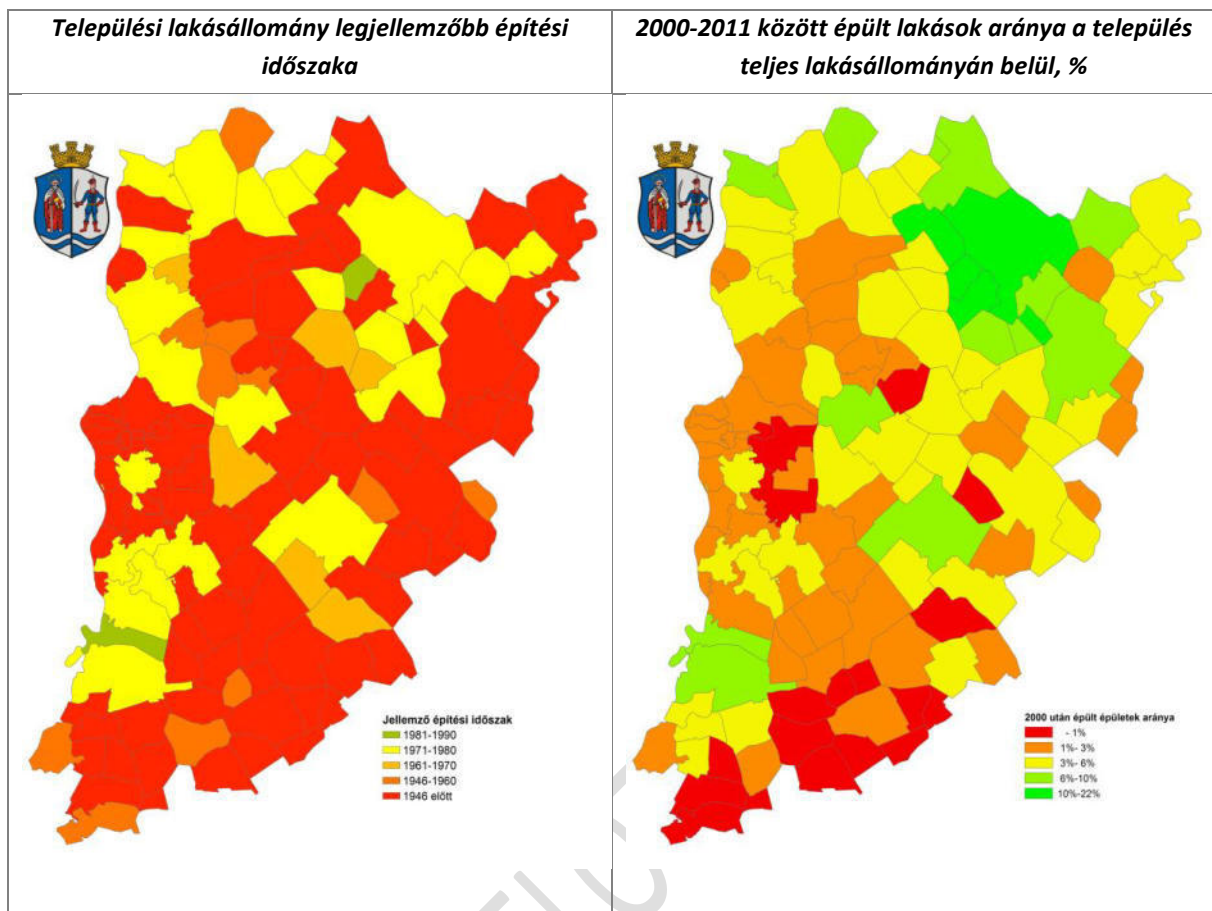 Települési lakásállomány legjellemzőbb építési
időszaka
2000-2011 között épült lakások aránya a település
teljes lakásállományán belül, %
Jellemző építési időszak
1981-1990
1971-1980
1961-1970
1946-1960
1946 előtt
2000 után épült épületek aránya
- 1%
1%- 3%
3%- 6%
6%-10%
10%-22%